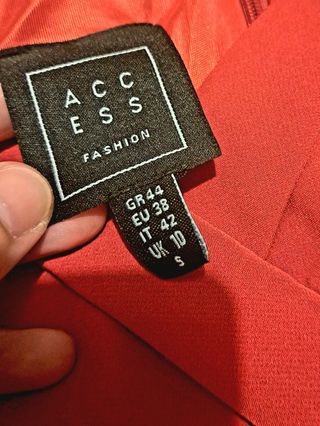 ACC
ESS
FASHION
GR 44
EU 38
IT 42
UK 10
S